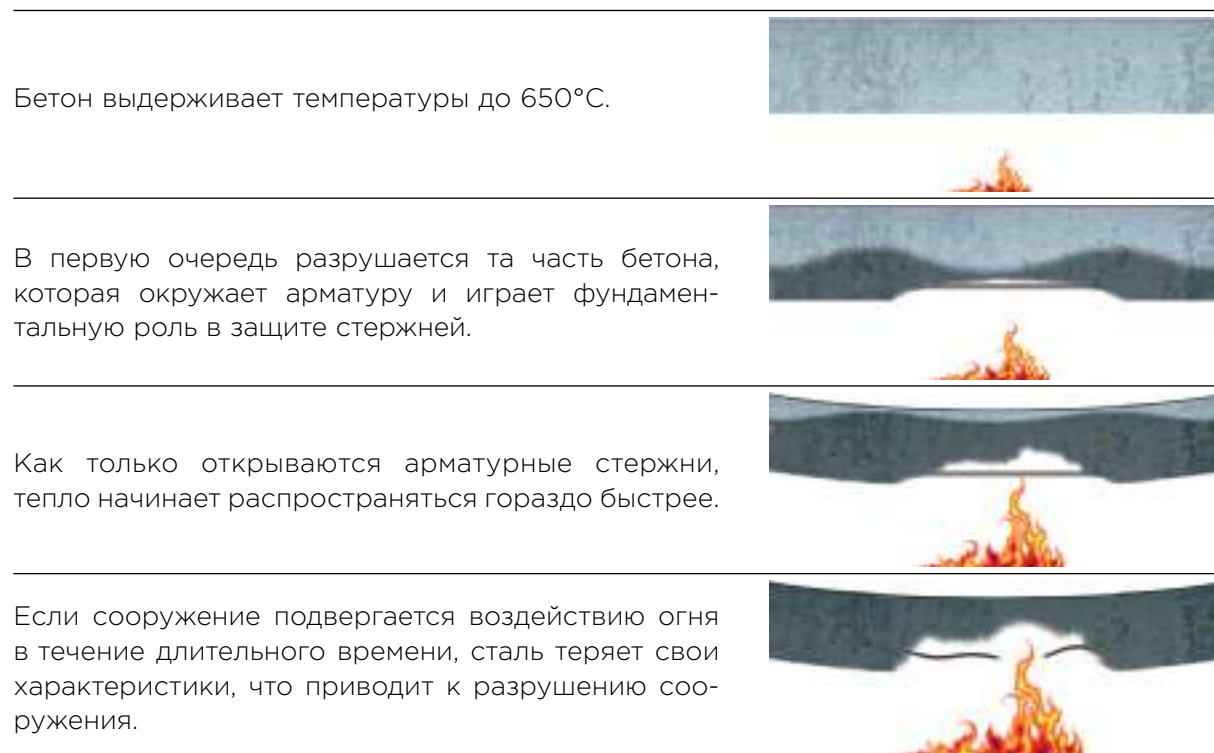 Бетон выдерживает температуры до 650°C.
В первую очередь разрушается та часть бетона,
которая окружает арматуру и играет фундамен-
тальную роль в защите стержней.
Как только открываются арматурные стержни,
тепло начинает распространяться гораздо быстрее.
Если сооружение подвергается воздействию огня
в течение длительного времени, сталь теряет свои
характеристики, что приводит к разрушению соо-
ружения.